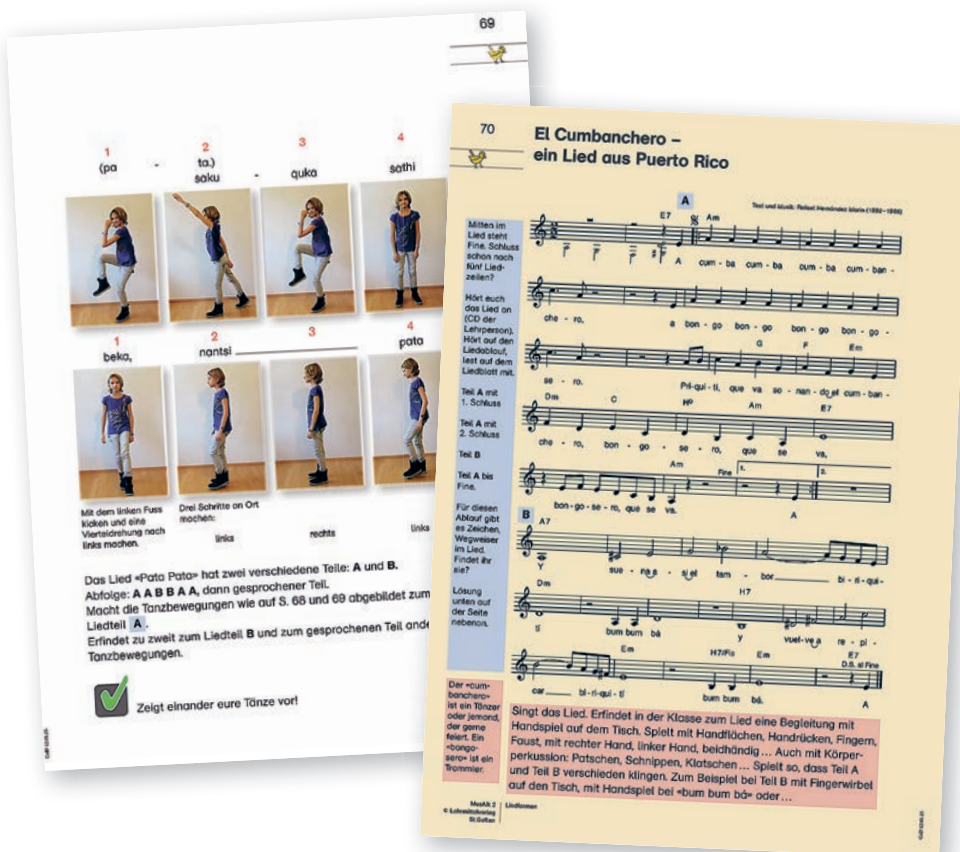 69
1 2 3 4
(pa - ta.)
saku - quka sathi
1 2 3 4
beka, nantsi pata
Mit dem linken Fuss
kicken und eine
Vierteldrehung nach
links machen.
Drei Schritte an Ort
machen:
links rechts links
Das Lied «Pata Pata» hat zwei verschiedene Teile: A und B.
Abfolge: A A B B A A, dann gesprochener Teil.
Macht die Tanzbewegungen wie auf S. 68 und 69 abgebildet zum
Liedteil A.
Erfindet zu zweit zum Liedteil B und zum gesprochenen Teil ande
Tanzbewegungen.
Zeigt einander eure Tänze vor!
70
El Cumbanchero –
ein Lied aus Puerto Rico
Text und Musik: Rafael Hernández Marín
Mitten im
Lied steht
Fine. Schluss
schon nach
fünf Lied-
zeilen?
Hört euch
das Lied an
(CD der
Lehrperson).
Hört auf den
Liedablauf,
lest auf dem
Liedblatt mit.
Teil A mit
1. Schluss
Teil A mit
2. Schluss
Teil B
Teil A bis
Fine.
Für diesen
Ablauf gibt
es Zeichen,
Wegweiser
im Lied.
Findet ihr
sie?
Lösung
unten auf
der Seite
nebenan.
A
E7 Am
A cum - ba cum - ba cum - ba cum - ban -
che - ro, a bon - go bon - go bon - go bon - go -
G F Em
se - ro. Pri-qui - ti, que va so - nan - do el cum - ban -
Dm C H° Am E7
che - ro, bon - go - se - ro, que se va,
Am Fine 1. 2.
bon - go - se - ro, que se va. A
B
A7
Y sue - na a - sí el tam - bor bi - ri - qui -
Dm H7
tí bum bum bá y vuel-ve a re - pi -
Em H7/Fis Em E7
D.S. al Fine
car bi - ri-qui - tí bum bum bá. A
Der «cum-
banchero»
ist ein Tänzer
oder jemand,
der gerne
feiert. Ein
«bongo-
sero» ist ein
Trommler.
Singt das Lied. Erfindet in der Klasse zum Lied eine Begleitung mit
Handspiel auf dem Tisch. Spielt mit Handflächen, Handrücken, Fingern,
Faust, mit rechter Hand, linker Hand, beidhändig ... Auch mit Körper-
perkussion: Patschen, Schnippen, Klatschen ... Spielt so, dass Teil A
und Teil B verschieden klingen. Zum Beispiel bei Teil B mit Fingerwirbel
auf den Tisch, mit Handspiel bei «bum bum bá» oder ...
MusAik 2
© Lehrmittelverlag
St.Gallen
Liedformen